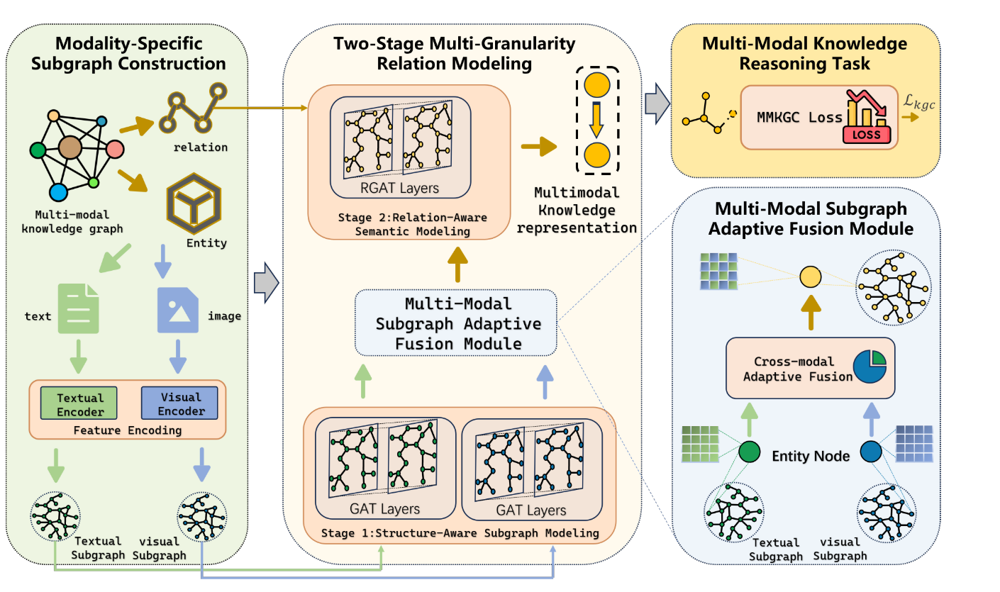 Modality-Specific
Subgraph Construction
relation
Multi-modal
knowledge graph
Entity
text
image
Textual
Encoder
Visual
Encoder
Feature Encoding
Textual
Subgraph
visual
Subgraph
Two-Stage Multi-Granularity
Relation Modeling
RGAT Layers
Stage 2:Relation-Aware
Semantic Modeling
Multimodal
Knowledge
representation
Multi-Modal
Subgraph Adaptive
Fusion Module
GAT Layers
GAT Layers
Stage 1:Structure-Aware Subgraph Modeling
Multi-Modal Knowledge
Reasoning Task
MMKGC Loss
LOSS
ℒkgc
Multi-Modal Subgraph
Adaptive Fusion Module
Cross-modal
Adaptive Fusion
Entity Node
Textual
Subgraph
visual
Subgraph